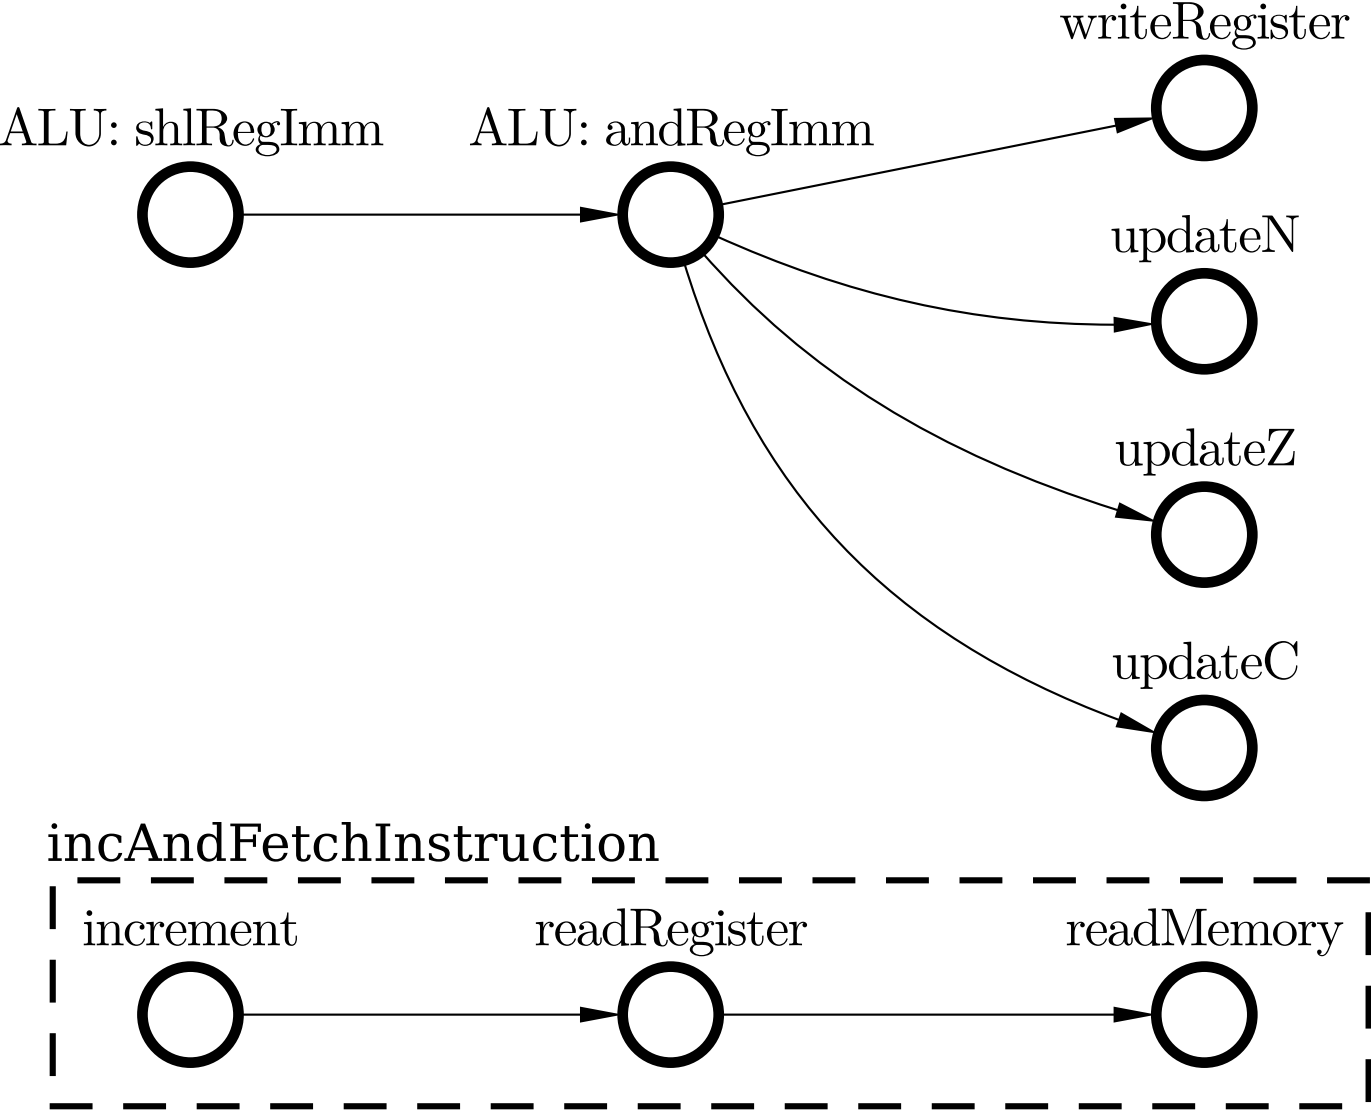 writeRegister
ALU: shlRegImm
ALU: andRegImm
updateN
updateZ
updateC
incAndFetchInstruction
increment
readRegister
readMemory